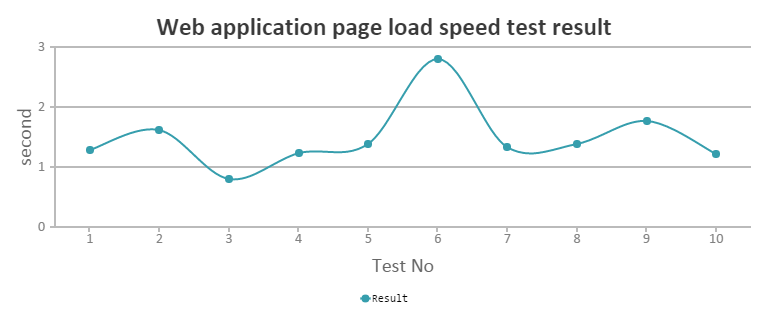 Web application page load speed test result
3
2
1
0
second
1 2 3 4 5 6 7 8 9 10
Test No
Result